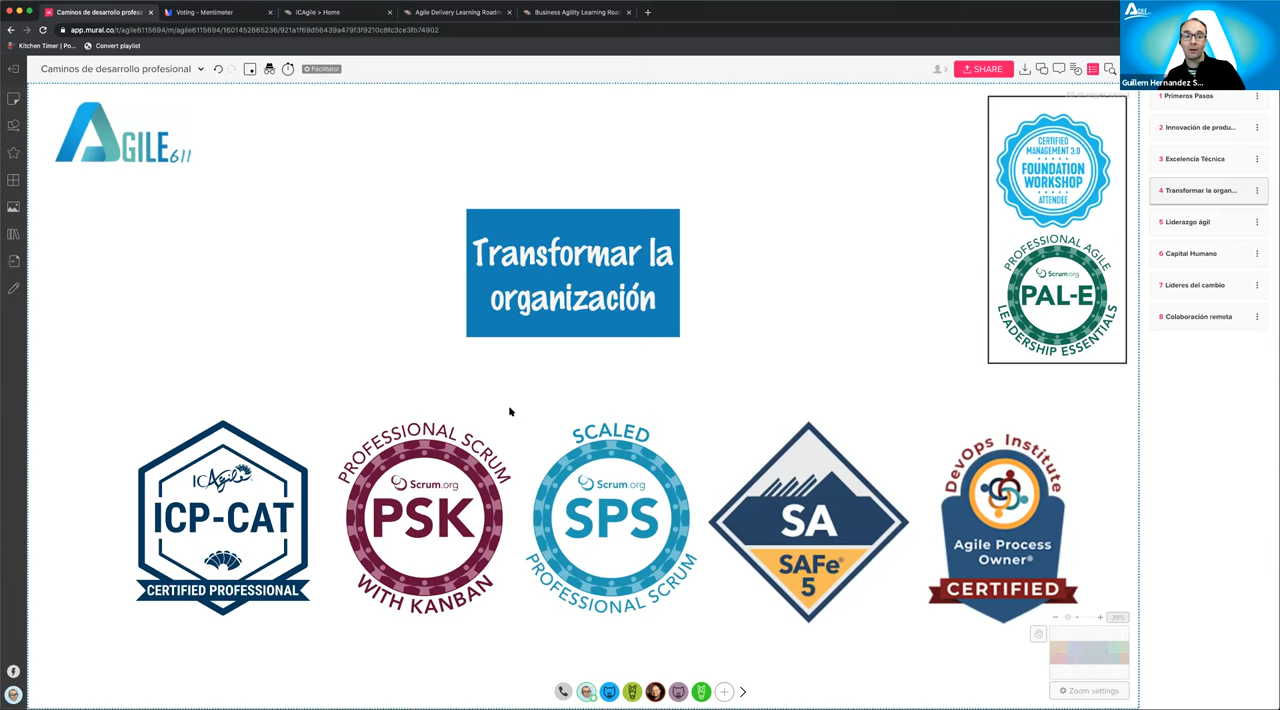 Caminos de desarrollo profes
Voting - Mentimeter
ICAgile > Home
Agile Delivery Learning Roadm
Business Agility Learning Roa
app.mural.co/t/agile6115694/m/agile6115694/1601452665236/921a1f69d56439a479f3f9210c8fc3ce3fb74902
Kitchen Timer | Po...
Convert playlist
Caminos de desarrollo profesional
Facilitator
3
SHARE
AGILE
Guillem Hernandez S...
AGILE611
Transformar la
organización
CERTIFIED
MANAGEMENT 3.0
FOUNDATION
WORKSHOP
ATTENDEE
PROFESSIONAL AGILE
Scrum.org
PAL-E
LEADERSHIP ESSENTIALS
1 Primeros Pasos
2 Innovación de produ...
3 Excelencia Técnica
4 Transformar la organ...
5 Liderazgo ágil
6 Capital Humano
7 Líderes del cambio
8 Colaboración remota
ICAgile
ICP-CAT
CERTIFIED PROFESSIONAL
PROFESSIONAL SCRUM
Scrum.org
PSK
WITH KANBAN
SCALED
Scrum.org
SPS
PROFESSIONAL SCRUM
SA
SAFe®
5
DevOps Institute
Agile Process
Owner®
CERTIFIED
39%
Zoom settings